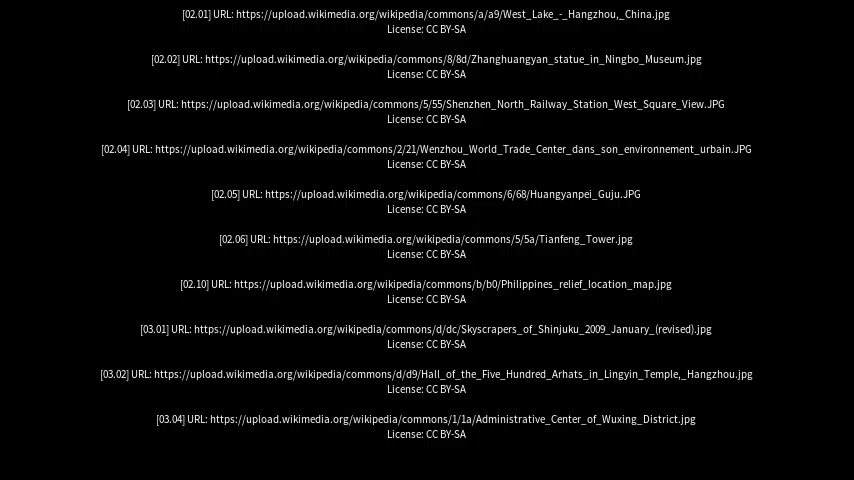 [02.01] URL: https://upload.wikimedia.org/wikipedia/commons/a/a9/West_Lake_-_Hangzhou,_China.jpg
License: CC BY-SA
[02.02] URL: https://upload.wikimedia.org/wikipedia/commons/8/8d/Zhanghuangyan_statue_in_Ningbo_Museum.jpg
License: CC BY-SA
[02.03] URL: https://upload.wikimedia.org/wikipedia/commons/5/55/Shenzhen_North_Railway_Station_West_Square_View.JPG
License: CC BY-SA
[02.04] URL: https://upload.wikimedia.org/wikipedia/commons/2/21/Wenzhou_World_Trade_Center_dans_son_environnement_urbain.JPG
License: CC BY-SA
[02.05] URL: https://upload.wikimedia.org/wikipedia/commons/6/68/Huangyanpei_Guju.JPG
License: CC BY-SA
[02.06] URL: https://upload.wikimedia.org/wikipedia/commons/5/5a/Tianfeng_Tower.jpg
License: CC BY-SA
[02.10] URL: https://upload.wikimedia.org/wikipedia/commons/b/b0/Philippines_relief_location_map.jpg
License: CC BY-SA
[03.01] URL: https://upload.wikimedia.org/wikipedia/commons/d/dc/Skyscrapers_of_Shinjuku_2009_January_(revised).jpg
License: CC BY-SA
[03.02] URL: https://upload.wikimedia.org/wikipedia/commons/d/d9/Hall_of_the_Five_Hundred_Arhats_in_Lingyin_Temple,_Hangzhou.jpg
License: CC BY-SA
[03.04] URL: https://upload.wikimedia.org/wikipedia/commons/1/1a/Administrative_Center_of_Wuxing_District.jpg
License: CC BY-SA